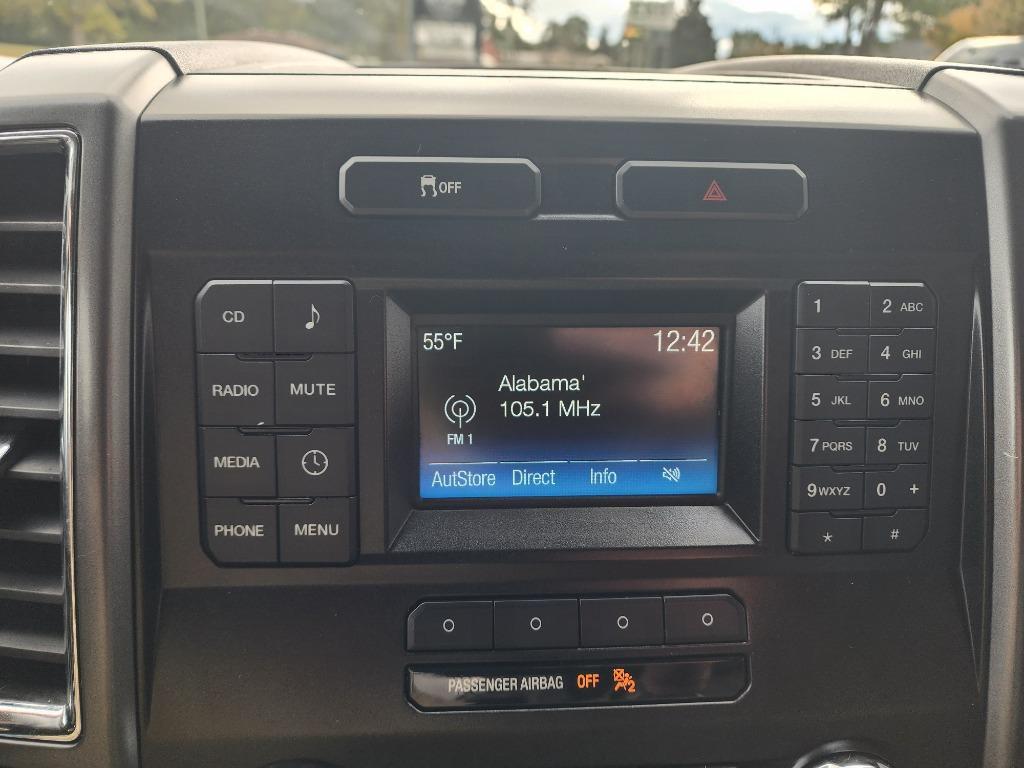 OFF
CD
RADIO MUTE
MEDIA
PHONE MENU
55°F 12:42
Alabama'
105.1 MHz
FM 1
AutStore Direct Info
1 2 ABC
3 DEF 4 GHI
5 JKL 6 MNO
7 PQRS 8 TUV
9 WXYZ 0 +
* #
PASSENGER AIRBAG OFF 2